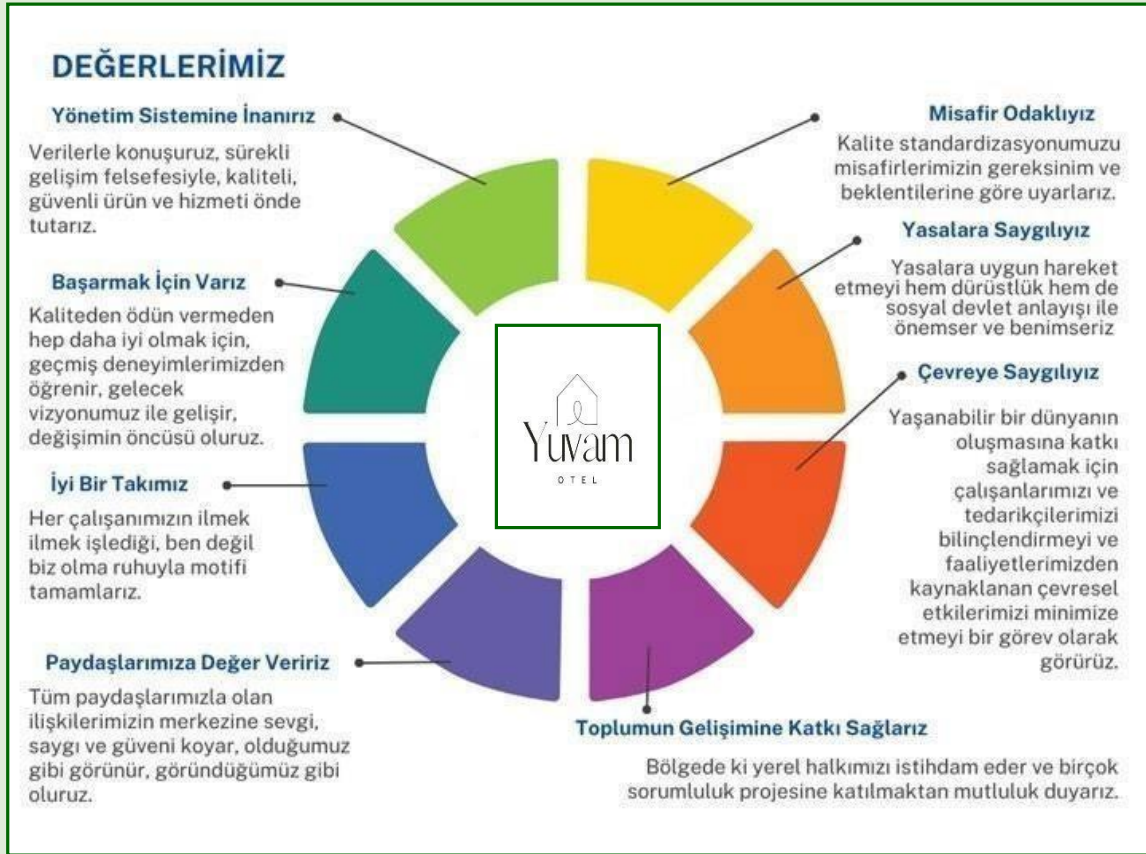 DEĞERLERİMİZ
Yönetim Sistemine İnanırız
Verilerle konuşuruz, sürekli
gelişim felsefesiyle, kaliteli,
güvenli ürün ve hizmeti önde
tutarız.
Başarmak İçin Varız
Kaliteden ödün vermeden
hep daha iyi olmak için,
geçmiş deneyimlerimizden
öğrenir, gelecek
vizyonumuz ile gelişir,
değişimin öncüsü oluruz.
İyi Bir Takımız
Her çalışanımızın ilmek
ilmek işlediği, ben değil
biz olma ruhuyla motifi
tamamlarız.
Paydaşlarımıza Değer Veririz
Tüm paydaşlarımızla olan
ilişkilerimizin merkezine sevgi,
saygı ve güveni koyar, olduğumuz
gibi görünür, göründüğümüz gibi
oluruz.
Yuvam
OTEL
Misafir Odaklıyız
Kalite standardizasyonumuzu
misafirlerimizin gereksinim ve
beklentilerine göre uyarlarız.
Yasalara Saygılıyız
Yasalara uygun hareket
etmeyi hem dürüstlük hem de
sosyal devlet anlayışı ile
önemser ve benimseriz
Çevreye Saygılıyız
Yaşanabilir bir dünyanın
oluşmasına katkı
sağlamak için
çalışanlarımızı ve
tedarikçilerimizi
bilinçlendirmeyi ve
faaliyetlerimizden
kaynaklanan çevresel
etkilerimizi minimize
etmeyi bir görev olarak
görürüz.
Toplumun Gelişimine Katkı Sağlarız
Bölgede ki yerel halkımızı istihdam eder ve birçok
sorumluluk projesine katılmaktan mutluluk duyarız.